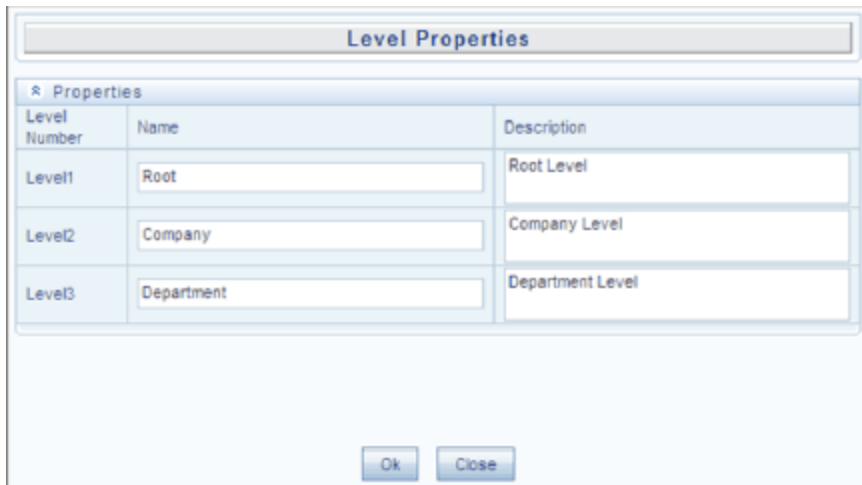 Level Properties
Properties
Level Number Name Description
Level1 Root Root Level
Level2 Company Company Level
Level3 Department Department Level
Ok Close